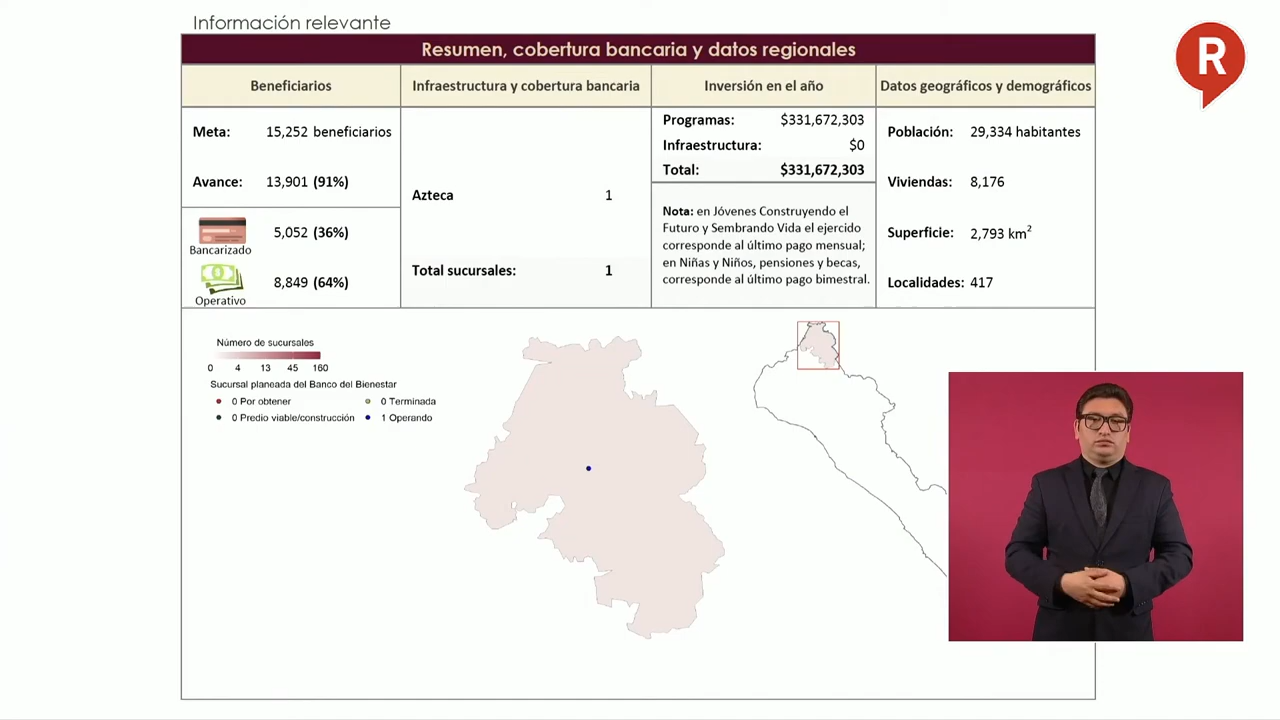 Información relevante
Resumen, cobertura bancaria y datos regionales
Beneficiarios
Infraestructura y cobertura bancaria
Inversión en el año
Datos geográficos y demográficos
Meta: 15,252 beneficiarios
Avance: 13,901 (91%)
5,052 (36%)
Bancarizado
8,849 (64%)
Operativo
Azteca 1
Total sucursales: 1
Programas: $331,672,303
Infraestructura: $0
Total: $331,672,303
Nota: en Jóvenes Construyendo el
Futuro y Sembrando Vida el ejercido
corresponde al último pago mensual;
en Niñas y Niños, pensiones y becas,
corresponde al último pago bimestral.
Población: 29,334 habitantes
Viviendas: 8,176
Superficie: 2,793 km²
Localidades: 417
Número de sucursales
0 4 13 45 160
Sucursal planeada del Banco del Bienestar
0 Por obtener 0 Terminada
0 Predio viable/construcción 1 Operando
R